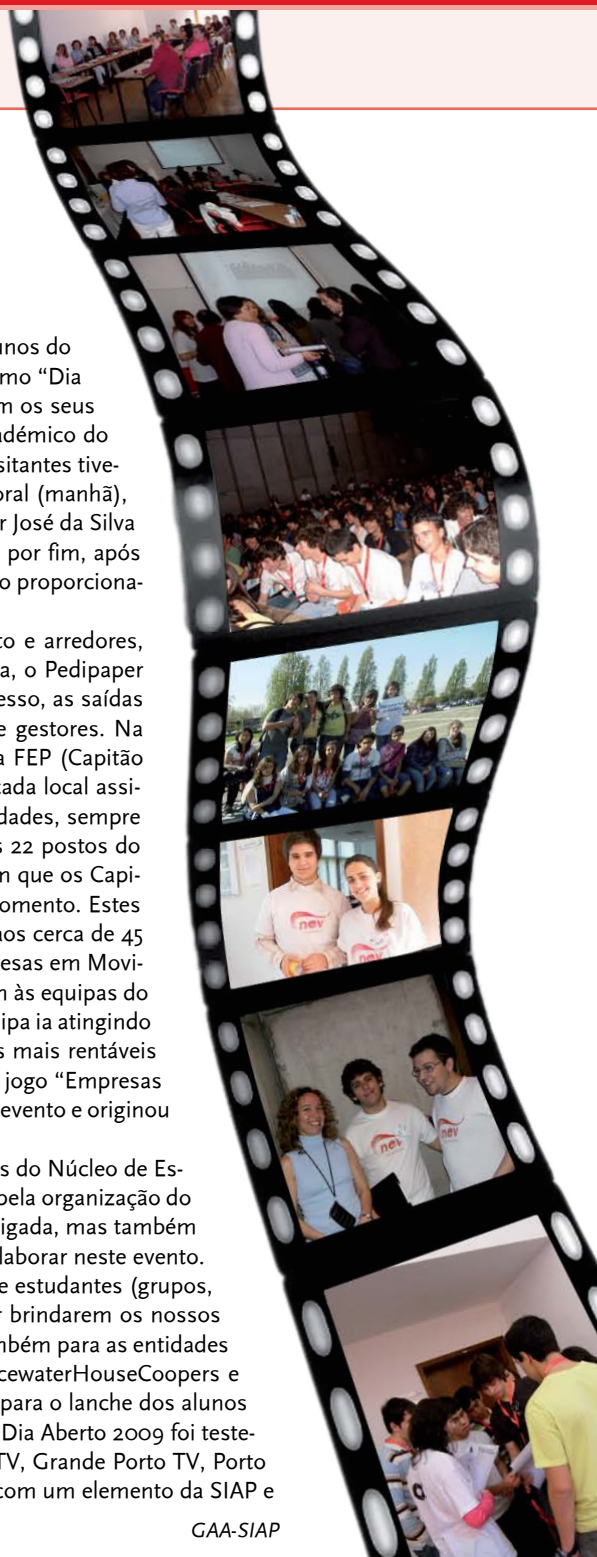 unos do
mo “Dia
m os seus
adémico do
sitantes tive-
oral (manhã),
r José da Silva
por fim, após
o proporciona-
to e arredores,
a, o Pedipaper
esso, as saídas
e gestores. Na
a FEP (Capitão
cada local assi-
dades, sempre
s 22 postos do
m que os Capi-
omento. Estes
nos cerca de 45
esas em Movi-
m às equipas do
ipa ia atingindo
s mais rentáveis
jogo “Empresas
evento e originou
s do Núcleo de Es-
pela organização do
igada, mas também
laborar neste evento.
e estudantes (grupos,
r brindarem os nossos
mbém para as entidades
cewaterHouseCoopers e
para o lanche dos alunos
Dia Aberto 2009 foi teste-
TV, Grande Porto TV, Porto
com um elemento da SIAP e
GAA-SIAP
nev
nev
nev
nev